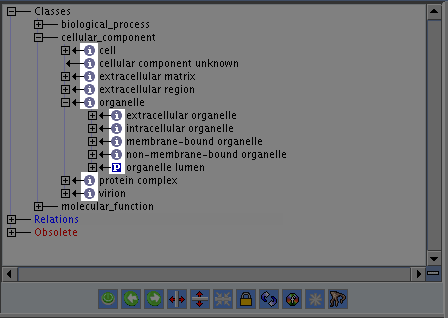 Classes
biological_process
cellular_component
i cell
i cellular component unknown
i extracellular matrix
i extracellular region
i organelle
i extracellular organelle
i intracellular organelle
i membrane-bound organelle
i non-membrane-bound organelle
P organelle lumen
i protein complex
i virion
molecular_function
Relations
Obsolete